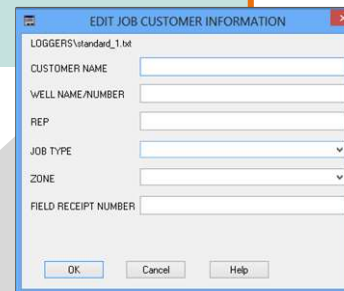 EDIT JOB CUSTOMER INFORMATION
LOGGERS\standard_1.txt
CUSTOMER NAME
WELL NAME/NUMBER
REP
JOB TYPE
ZONE
FIELD RECEIPT NUMBER
OK Cancel Help